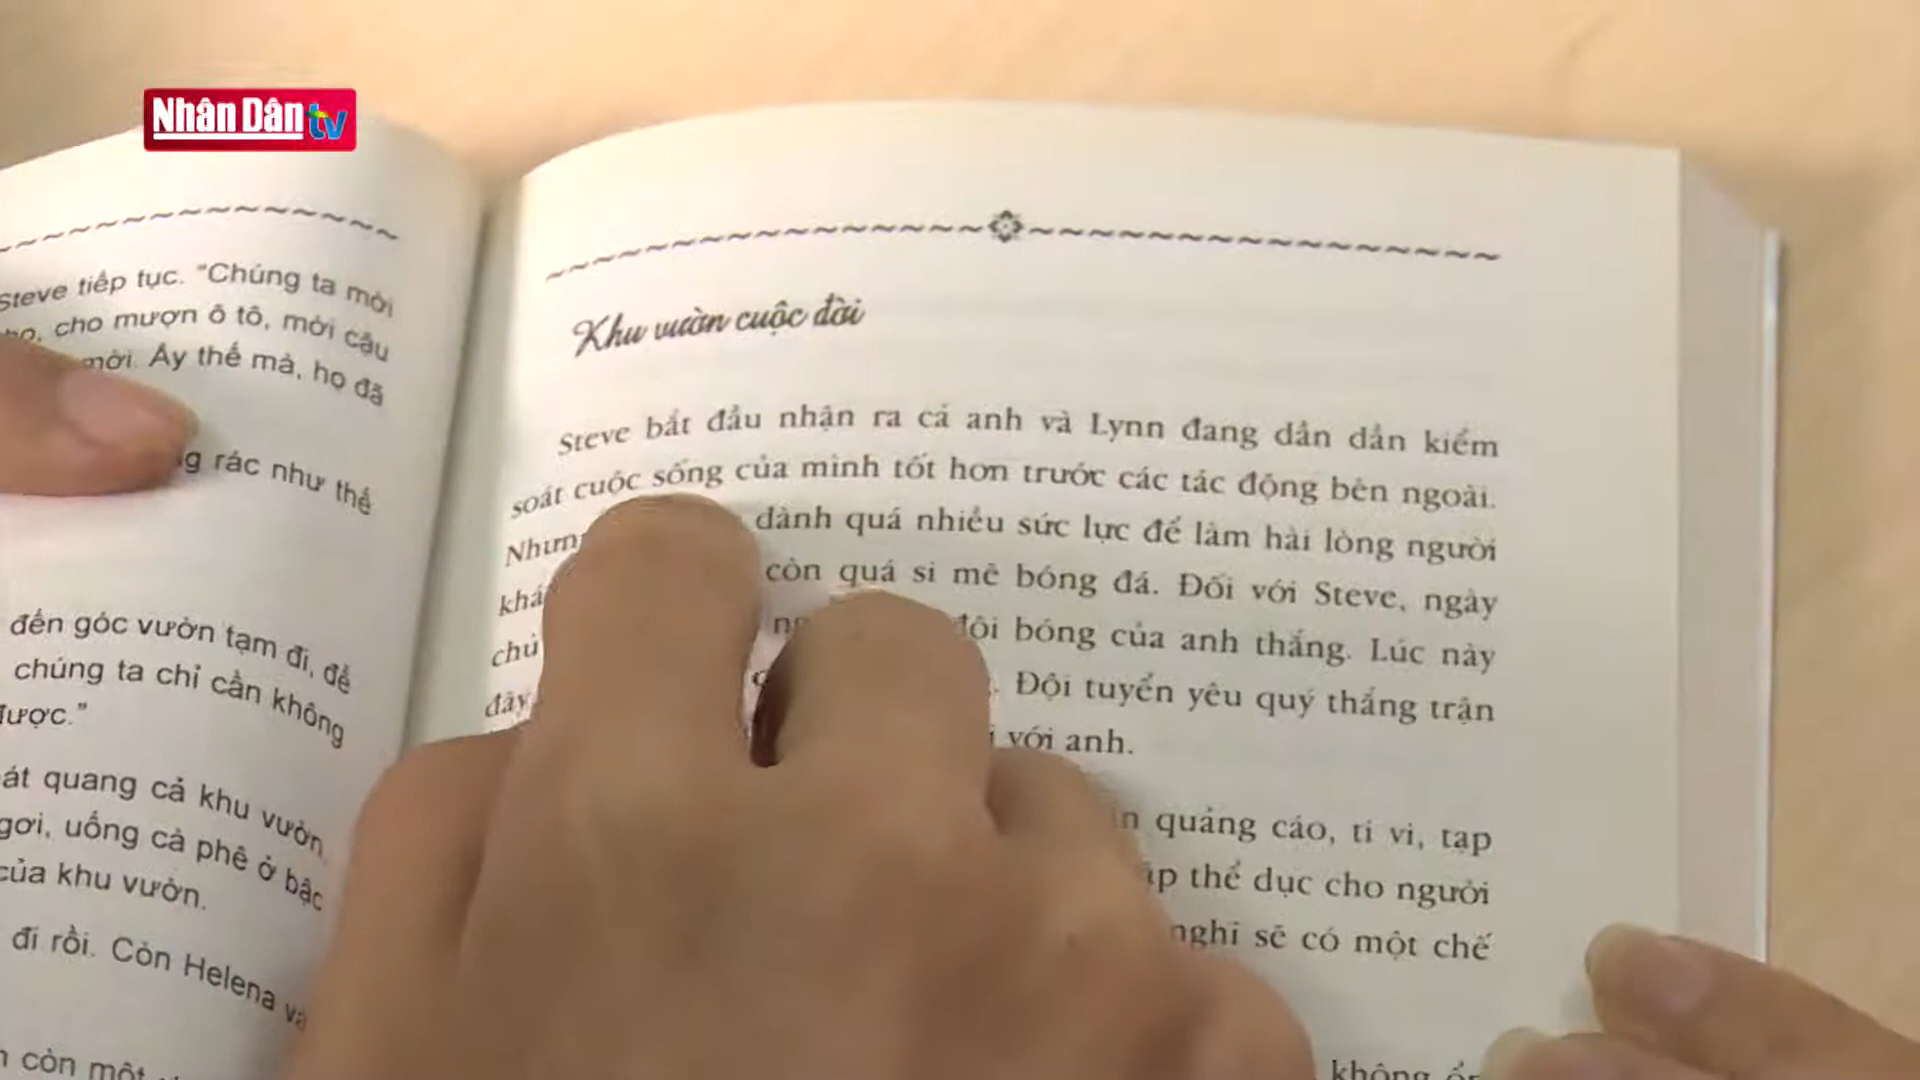 Nhân Dân tv
Steve tiếp tục. “Chúng ta mời
cho mượn ô tô, mời cậu
mời. Ấy thế mà, họ đã
rác như thế
đến góc vườn tạm đi, để
chúng ta chỉ cần không
được.”
quang cả khu vườn
uống cà phê ở bậc
của khu vườn.
đi rồi. Còn Helena và
còn một
Khu vườn cuộc đời
Steve bắt đầu nhận ra cả anh và Lynn đang dần dần kiểm
soát cuộc sống của mình tốt hơn trước các tác động bên ngoài.
dành quá nhiều sức lực để làm hài lòng người
còn quá si mê bóng đá. Đối với Steve, ngày
chủ đội bóng của anh thắng. Lúc này
đây Đội tuyển yêu quý thắng trận
với anh.
quảng cáo, ti vi, tạp
thể dục cho người
nghi sẽ có một chế
không